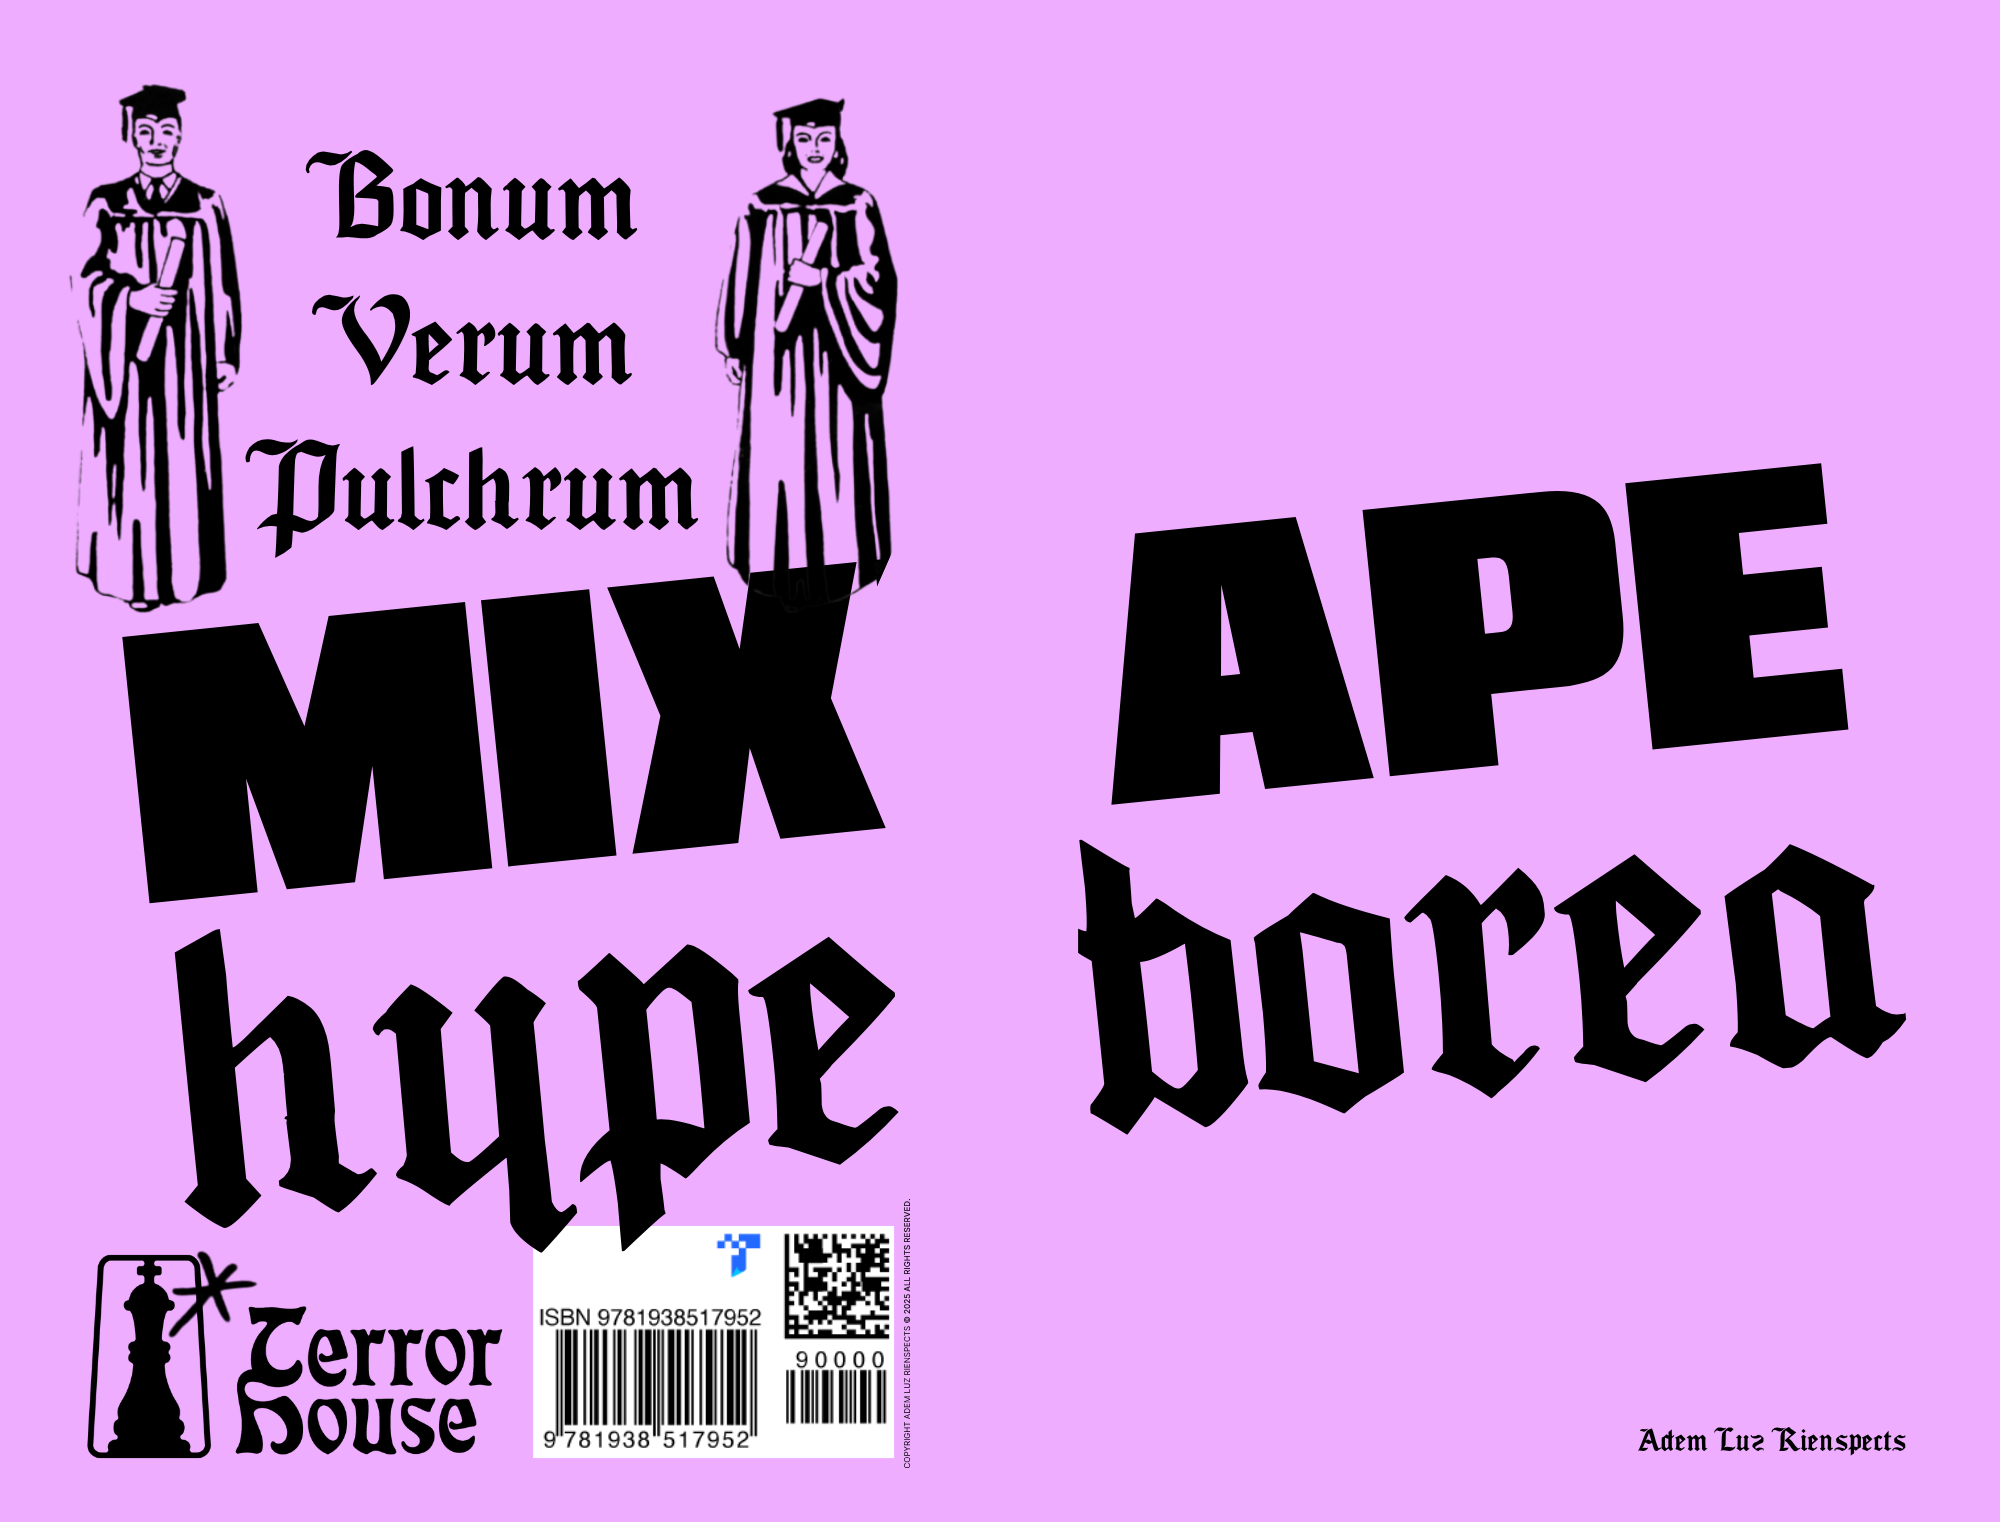 Bonum
Verum
Pulchrum
MIX
hype
Terror
House
ISBN 9781938517952
90000
9 781938 517952
COPYRIGHT ADEM LUZ RIENSPECTS © 2025 ALL RIGHTS RESERVED.
APE
borea
Adem Luz Rienspects